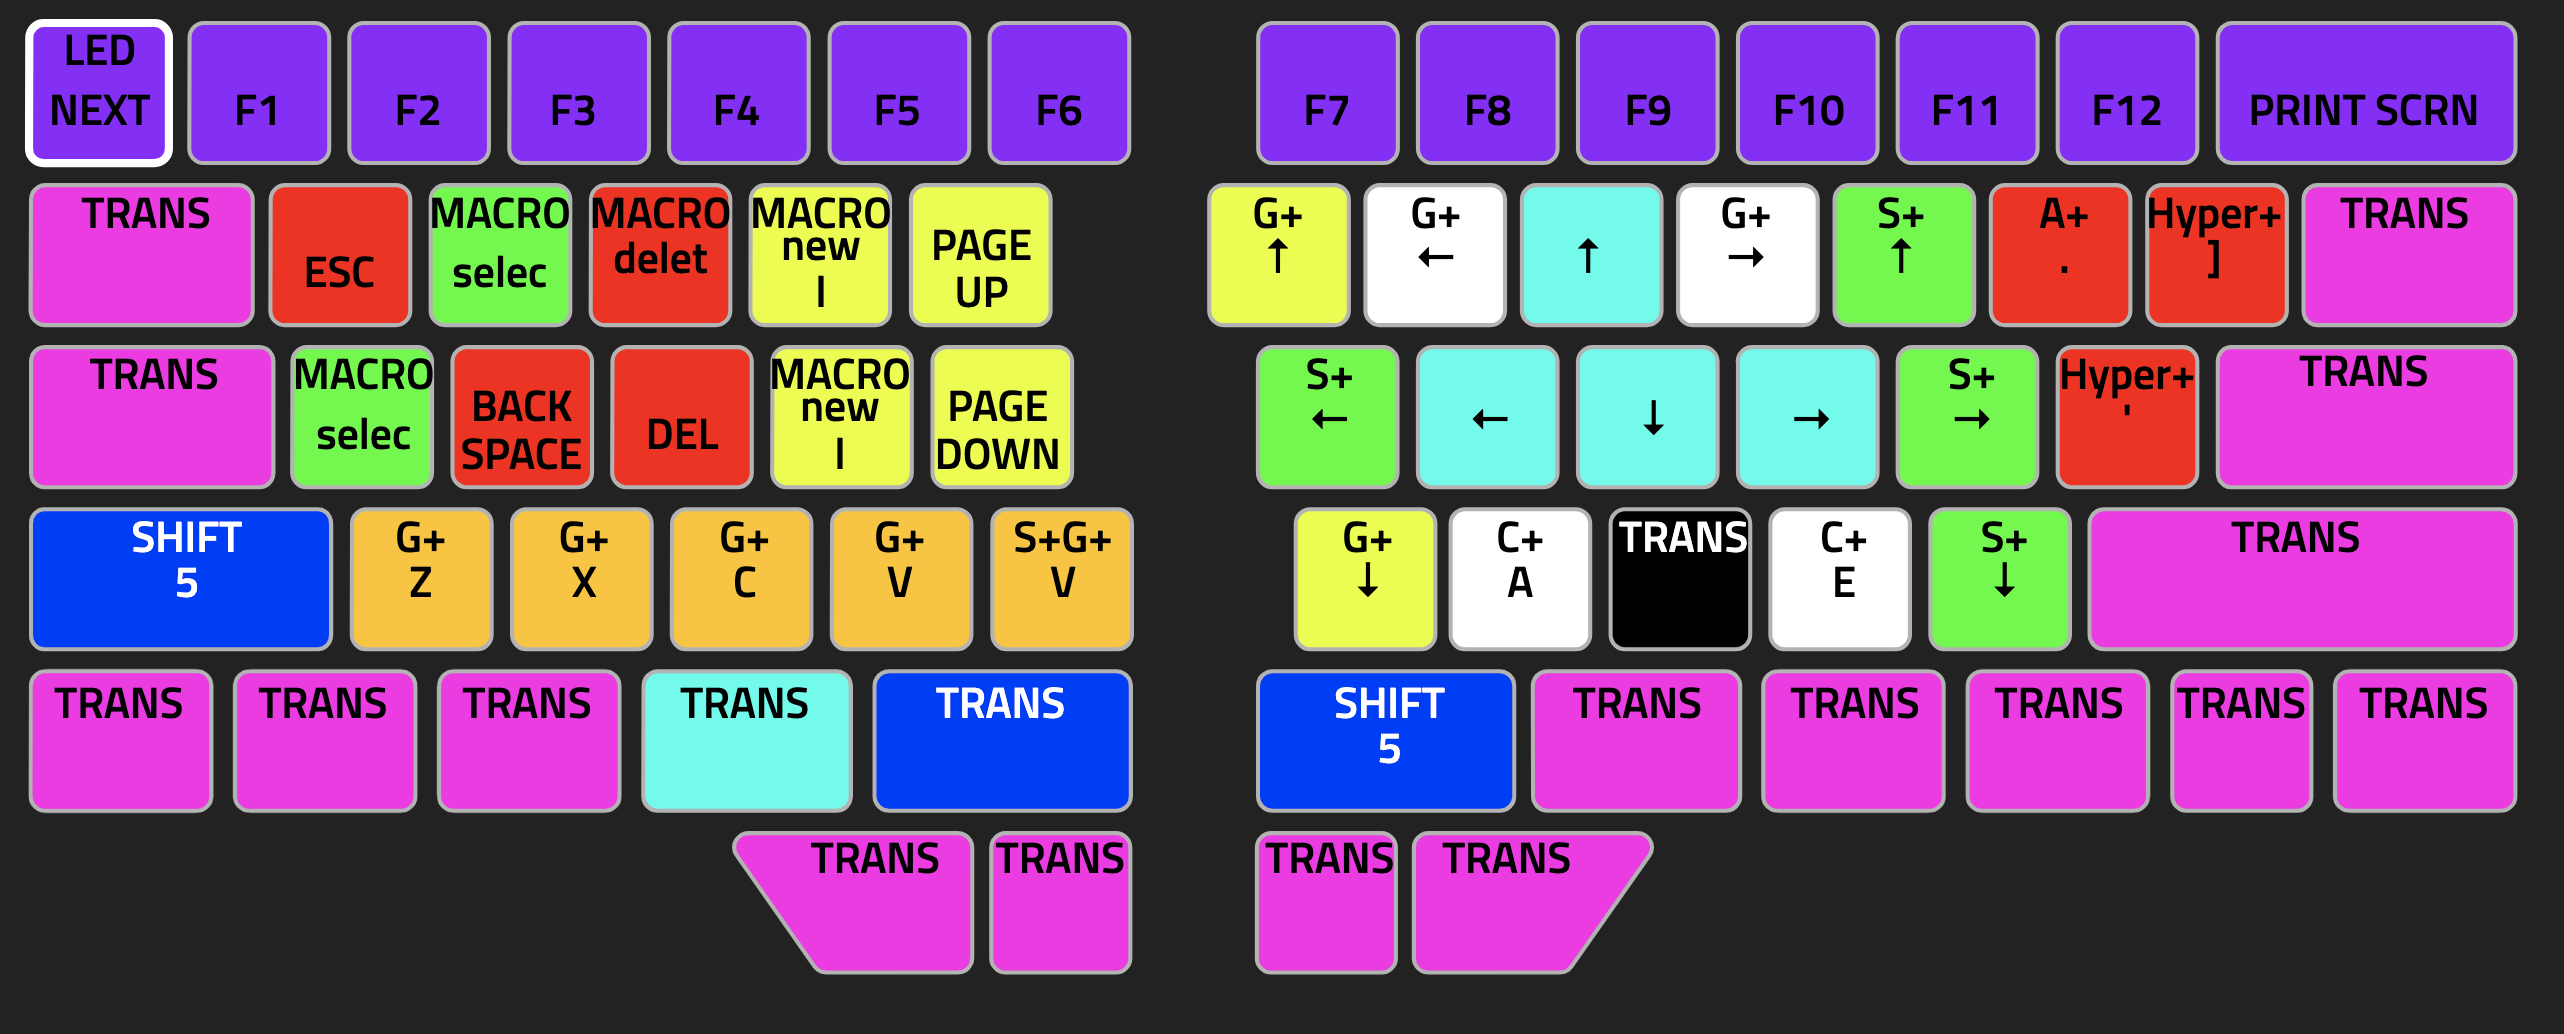 LED
NEXT
F1
F2
F3
F4
F5
F6
F7
F8
F9
F10
F11
F12
PRINT SCRN
TRANS
ESC
MACRO
selec
MACRO
delet
MACRO
new
l
PAGE
UP
G+
↑
G+
←
↑
G+
→
S+
↑
A+
.
Hyper+
]
TRANS
TRANS
MACRO
selec
BACK
SPACE
DEL
MACRO
new
l
PAGE
DOWN
S+
←
←
↓
→
S+
→
Hyper+
'
TRANS
SHIFT
5
G+
Z
G+
X
G+
C
G+
V
S+G+
V
G+
↓
C+
A
TRANS
C+
E
S+
↓
TRANS
TRANS
TRANS
TRANS
TRANS
TRANS
SHIFT
5
TRANS
TRANS
TRANS
TRANS
TRANS
TRANS
TRANS
TRANS
TRANS